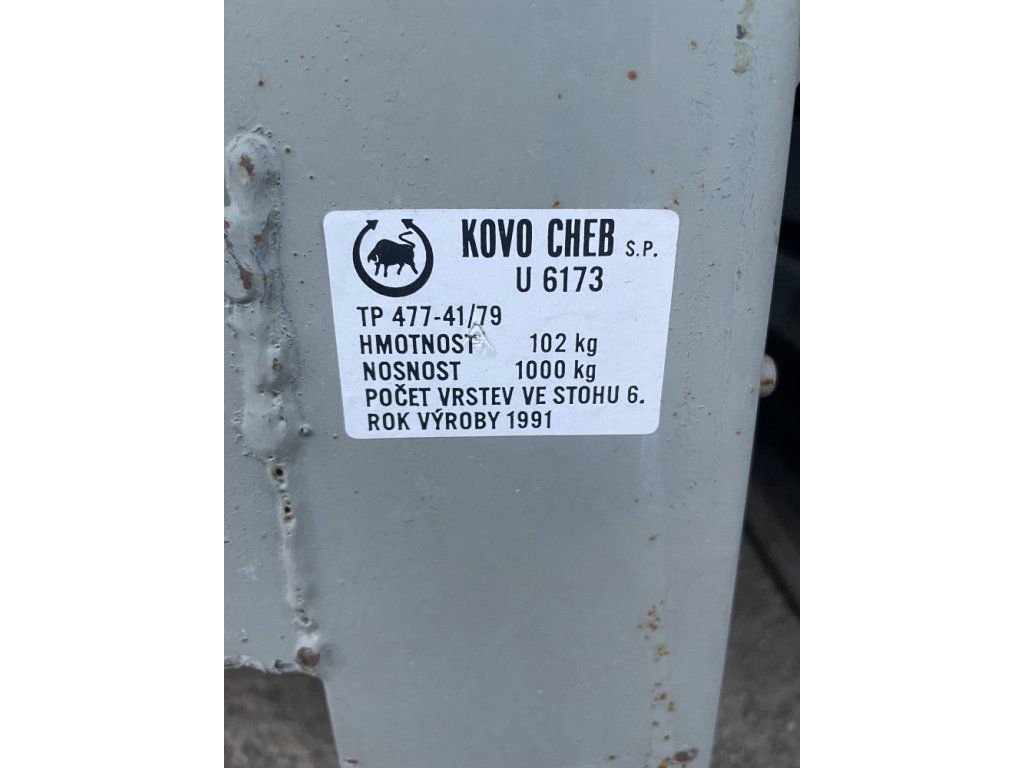 KOVO CHEB S.P.
U 6173
TP 477-41/79
HMOTNOST 102 kg
NOSNOST 1000 kg
POČET VRSTEV VE STOHU 6.
ROK VÝROBY 1991